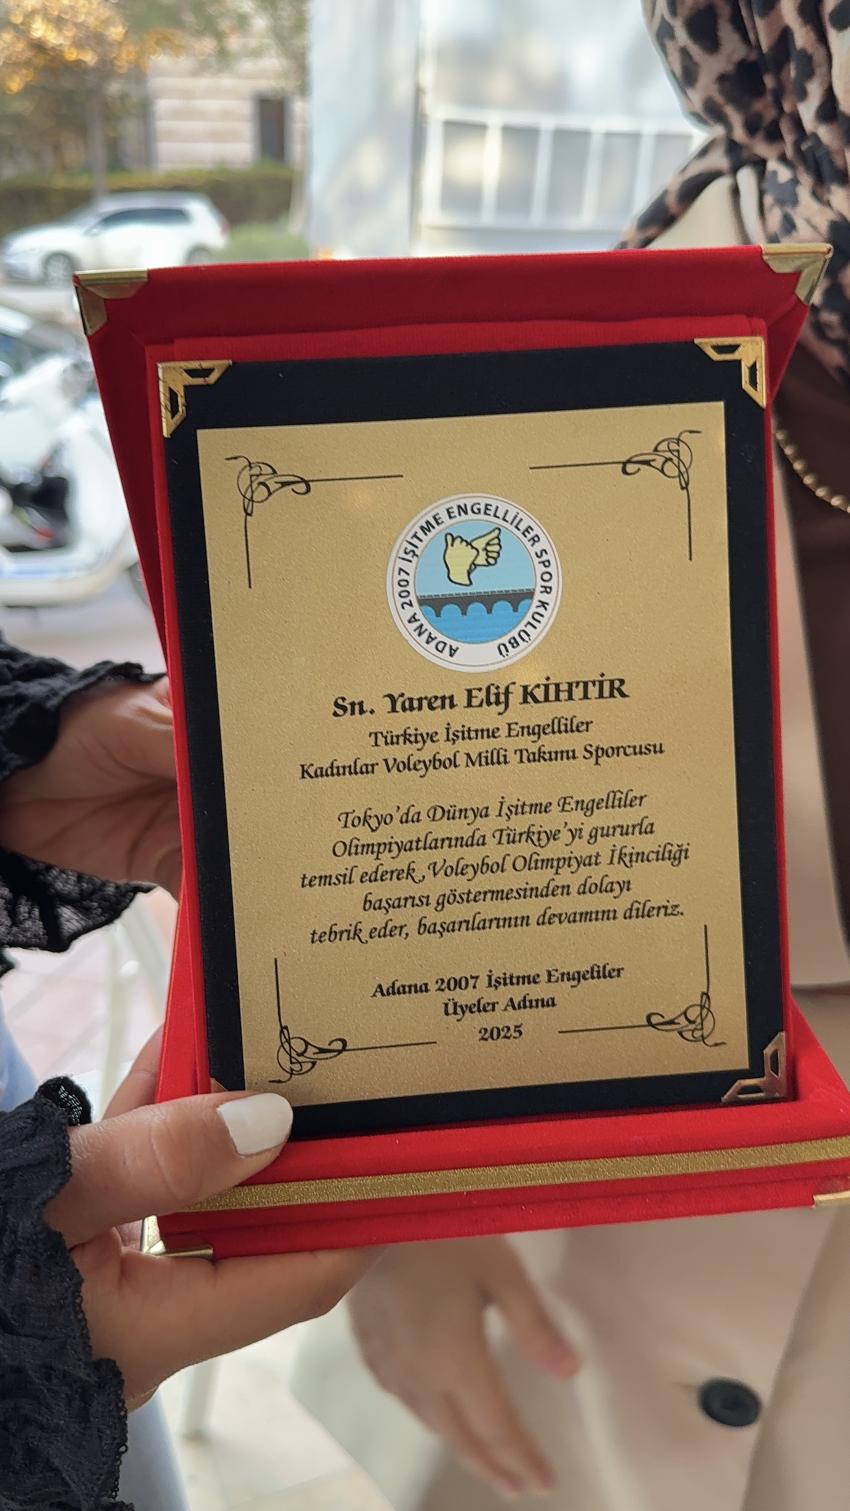 ADANA 2007 İŞİTME ENGELLİLER SPOR KULÜBÜ
Sn. Yaren Elif KİHTİR
Türkiye İşitme Engelliler
Kadınlar Voleybol Milli Takımı Sporcusu
Tokyo'da Dünya İşitme Engelliler
Olimpiyatlarında Türkiye'yi gururla
temsil ederek, Voleybol Olimpiyat İkinciliği
başarısı göstermesinden dolayı
tebrik eder, başarılarının devamını dileriz.
Adana 2007 İşitme Engeliler
Üyeler Adına
2025